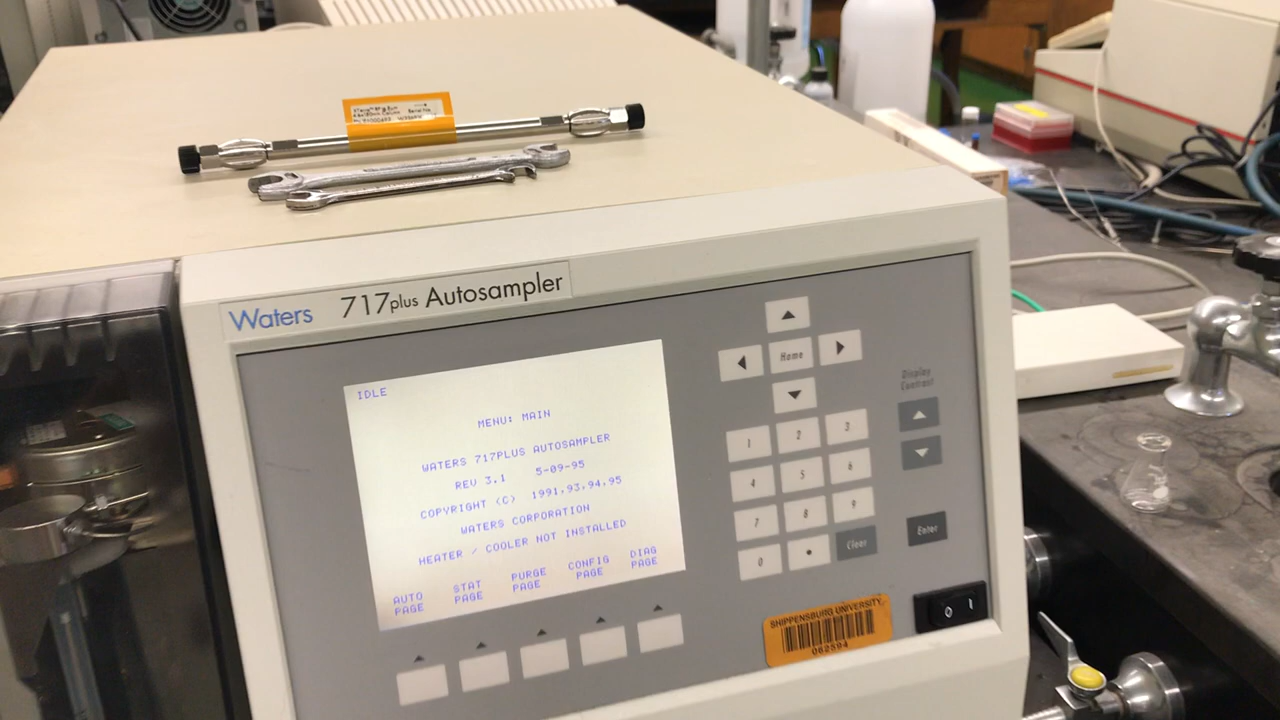 Waters 717plus Autosampler
IDLE
MENU: MAIN
WATERS 717PLUS AUTOSAMPLER
REV 3.1 5-09-95
COPYRIGHT (C) 1991,93,94,95
WATERS CORPORATION
HEATER / COOLER NOT INSTALLED
AUTO PAGE
STAT PAGE
PURGE PAGE
CONFIG PAGE
DIAG PAGE
Home
Display
Contrast
1 2 3
4 5 6
7 8 9
0 • Clear
Enter
0 1
SHIPPENSBURG UNIVERSITY
062594